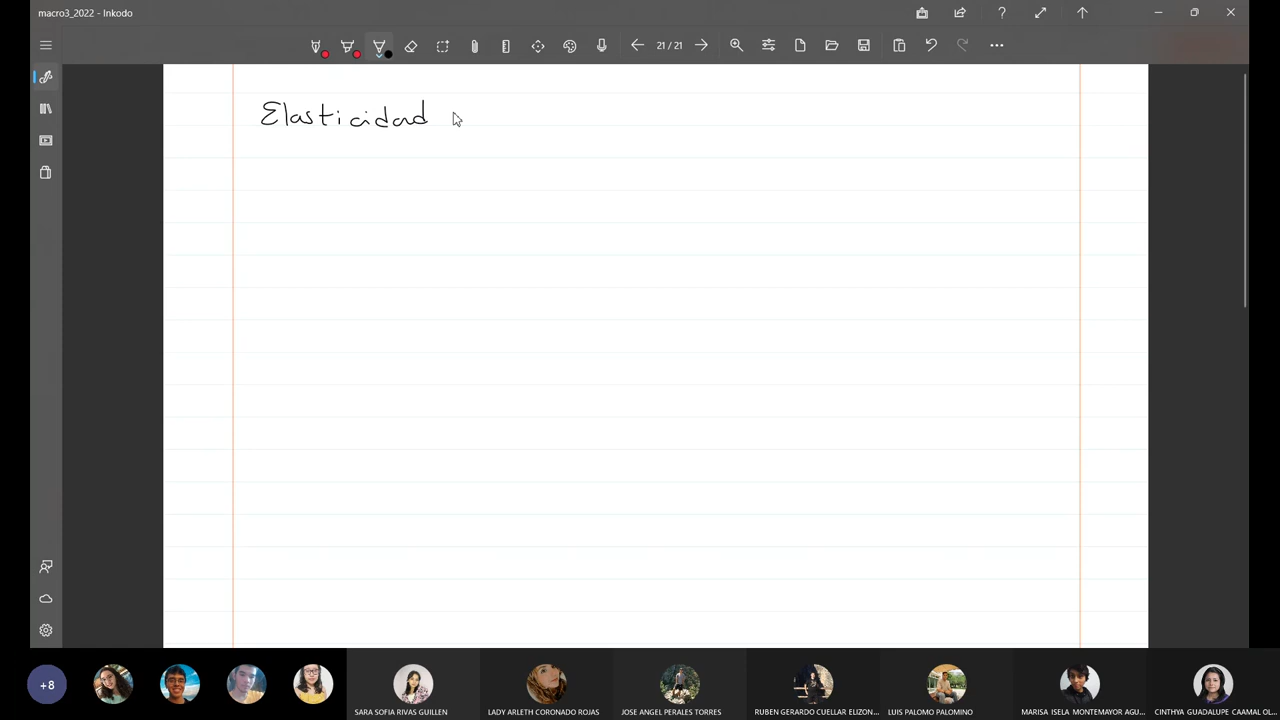 macro3_2022 - Inkodo
21 / 21
Elasticidad
+8
SARA SOFIA RIVAS GUILLEN
LADY ARLETH CORONADO ROJAS
JOSE ANGEL PERALES TORRES
RUBEN GERARDO CUELLAR ELIZON...
LUIS PALOMO PALOMINO
MARISA ISELA MONTEMAYOR AGU...
CINTHYA GUADALUPE CAAMAL OL...